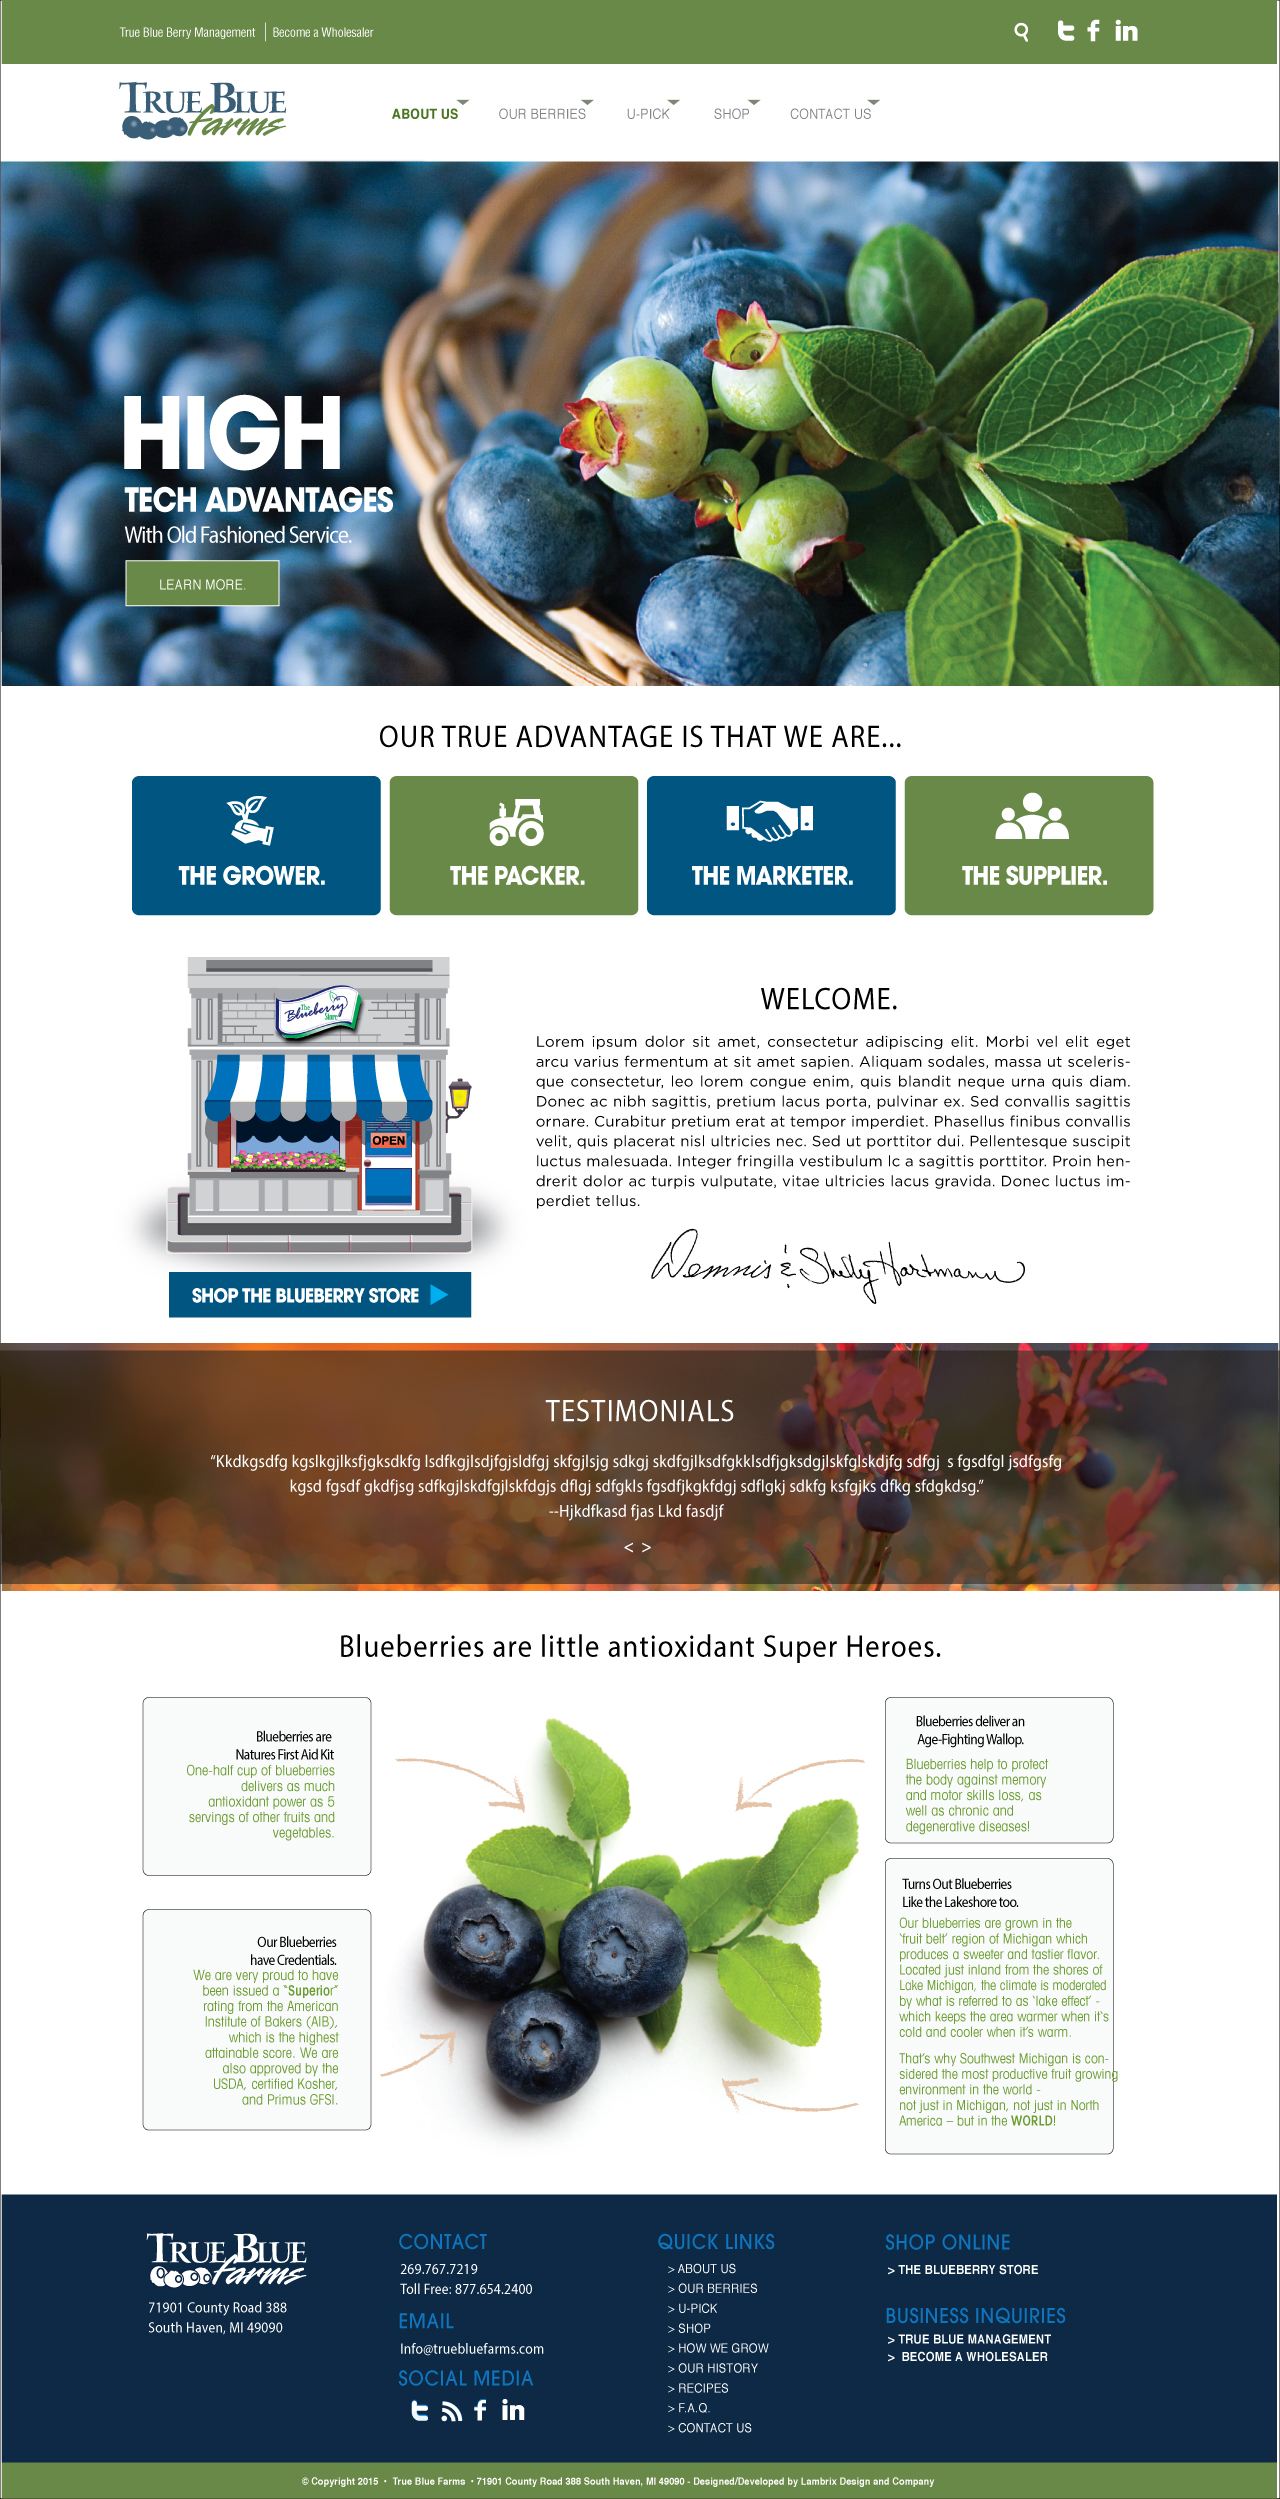 True Blue Berry Management | Become a Wholesaler
TRUE BLUE
farms
ABOUT US
OUR BERRIES
U-PICK
SHOP
CONTACT US
HIGH
TECH ADVANTAGES
With Old Fashioned Service.
LEARN MORE.
OUR TRUE ADVANTAGE IS THAT WE ARE...
THE GROWER.
THE PACKER.
THE MARKETER.
THE SUPPLIER.
The
Blueberry
Store
OPEN
SHOP THE BLUEBERRY STORE
WELCOME.
Lorem ipsum dolor sit amet, consectetur adipiscing elit. Morbi vel elit eget
arcu varius fermentum at sit amet sapien. Aliquam sodales, massa ut sceleris-
que consectetur, leo lorem congue enim, quis blandit neque urna quis diam.
Donec ac nibh sagittis, pretium lacus porta, pulvinar ex. Sed convallis sagittis
ornare. Curabitur pretium erat at tempor imperdiet. Phasellus finibus convallis
velit, quis placerat nisl ultricies nec. Sed ut porttitor dui. Pellentesque suscipit
luctus malesuada. Integer fringilla vestibulum lc a sagittis porttitor. Proin hen-
drerit dolor ac turpis vulputate, vitae ultricies lacus gravida. Donec luctus im-
perdiet tellus.
Dennis & Shelly Hartmann
TESTIMONIALS
“Kkdkgsdfg kgslkgjlksfjgksdkfg lsdfkgjlsdjfgjsldfgj skfgjlsjg sdkgj skdfgjlksdfgkklsdfjgksdgjlskfglskdjfg sdfgj s fgsdfgl jsdfgsfg
kgsd fgsdf gkdfjsg sdfkgjlskdfgjlskfdgjs dflgj sdfgkls fgsdfjkgkfdgj sdflgkj sdkfg ksfgjks dfkg sfdgkdsg.”
--Hjkdfkasd fjas Lkd fasdjf
< >
Blueberries are little antioxidant Super Heroes.
Blueberries are
Natures First Aid Kit
One-half cup of blueberries
delivers as much
antioxidant power as 5
servings of other fruits and
vegetables.
Our Blueberries
have Credentials.
We are very proud to have
been issued a “Superior”
rating from the American
Institute of Bakers (AIB),
which is the highest
attainable score. We are
also approved by the
USDA, certified Kosher,
and Primus GFSI.
Blueberries deliver an
Age-Fighting Wallop.
Blueberries help to protect
the body against memory
and motor skills loss, as
well as chronic and
degenerative diseases!
Turns Out Blueberries
Like the Lakeshore too.
Our blueberries are grown in the
‘fruit belt’ region of Michigan which
produces a sweeter and tastier flavor.
Located just inland from the shores of
Lake Michigan, the climate is moderated
by what is referred to as ‘lake effect’ -
which keeps the area warmer when it's
cold and cooler when it’s warm.
That’s why Southwest Michigan is con-
sidered the most productive fruit growing
environment in the world -
not just in Michigan, not just in North
America – but in the WORLD!
TRUE BLUE
farms
71901 County Road 388
South Haven, MI 49090
CONTACT
269.767.7219
Toll Free: 877.654.2400
EMAIL
Info@truebluefarms.com
SOCIAL MEDIA
QUICK LINKS
> ABOUT US
> OUR BERRIES
> U-PICK
> SHOP
> HOW WE GROW
> OUR HISTORY
> RECIPES
> F.A.Q.
> CONTACT US
SHOP ONLINE
> THE BLUEBERRY STORE
BUSINESS INQUIRIES
> TRUE BLUE MANAGEMENT
> BECOME A WHOLESALER
© Copyright 2015 • True Blue Farms • 71901 County Road 388 South Haven, MI 49090 - Designed/Developed by Lambrix Design and Company